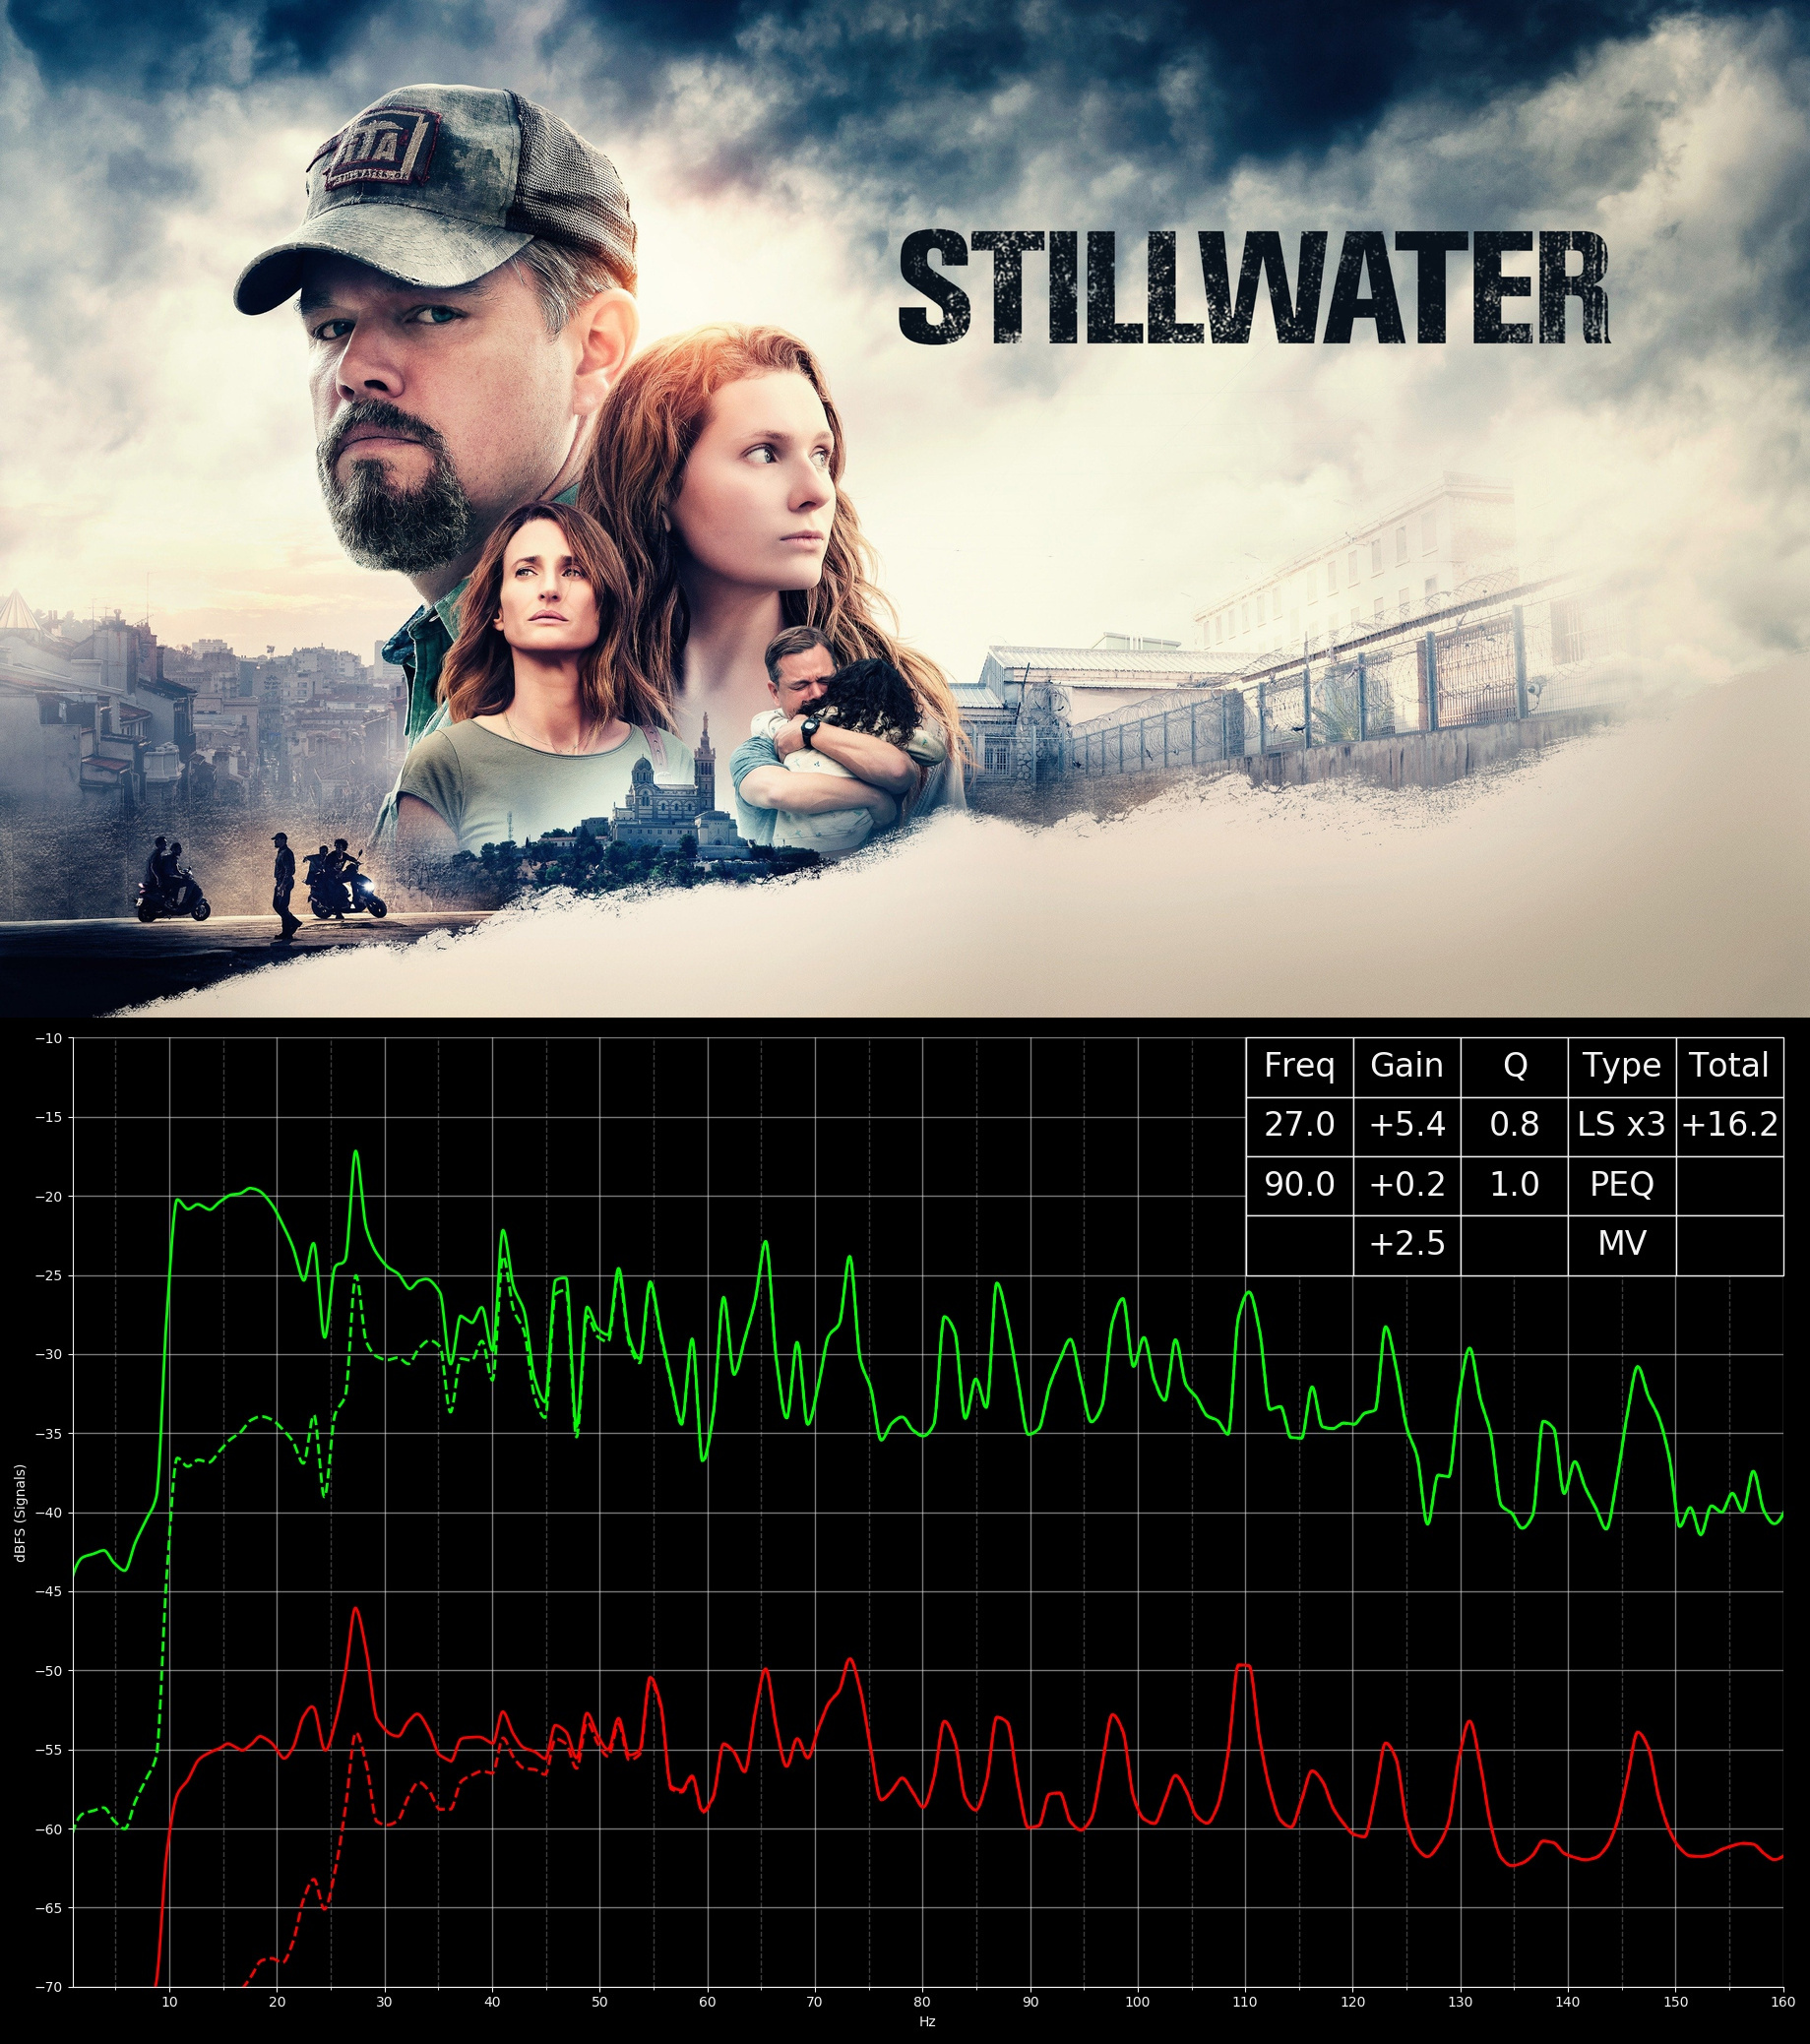 STILLWATER
Freq Gain Q Type Total
27.0 +5.4 0.8 LS x3 +16.2
90.0 +0.2 1.0 PEQ
+2.5 MV
−10
−15
−20
−25
−30
−35
−40
−45
−50
−55
−60
−65
−70
dBFS (Signals)
10 20 30 40 50 60 70 80 90 100 110 120 130 140 150 160
Hz